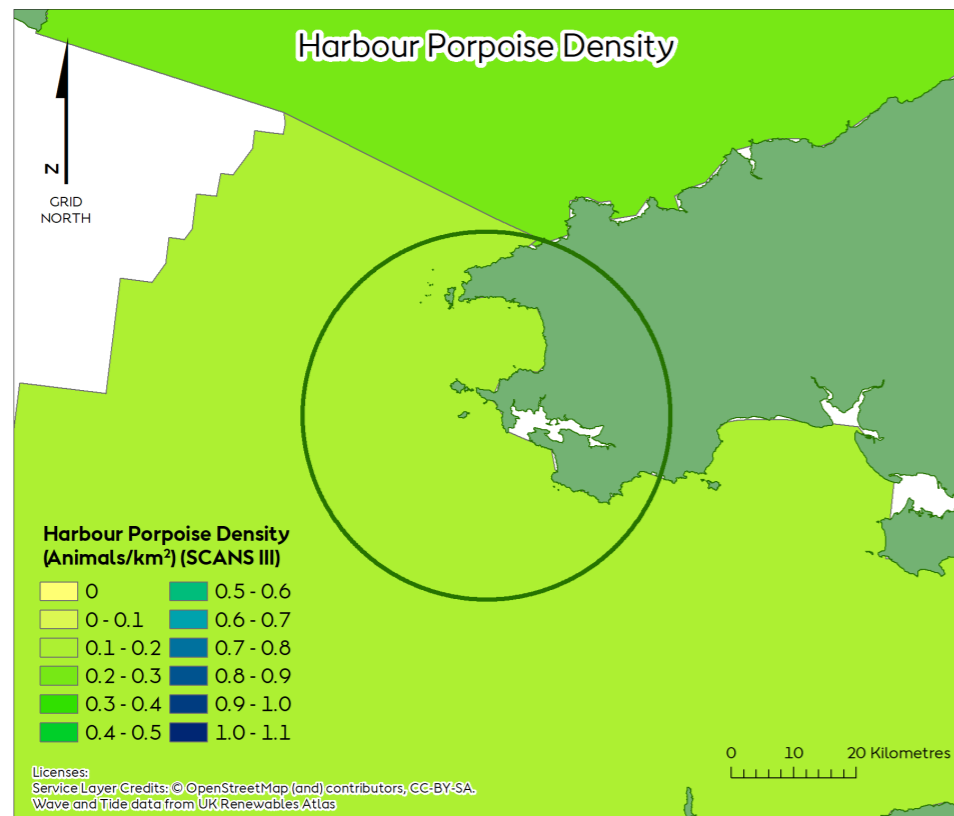 Harbour Porpoise Density
N
GRID
NORTH
Harbour Porpoise Density
(Animals/km²) (SCANS III)
0
0 - 0.1
0.1 - 0.2
0.2 - 0.3
0.3 - 0.4
0.4 - 0.5
0.5 - 0.6
0.6 - 0.7
0.7 - 0.8
0.8 - 0.9
0.9 - 1.0
1.0 - 1.1
0 10 20 Kilometres
Licenses:
Service Layer Credits: © OpenStreetMap (and) contributors, CC-BY-SA.
Wave and Tide data from UK Renewables Atlas